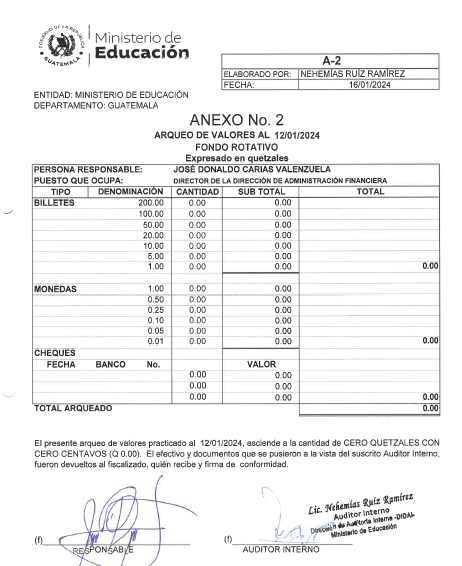 GOBIERNO DE LA REPÚBLICA
GUATEMALA
Ministerio de
Educación
A-2
ELABORADO POR: NEHEMÍAS RUÍZ RAMÍREZ
FECHA: 16/01/2024
ENTIDAD: MINISTERIO DE EDUCACIÓN
DEPARTAMENTO: GUATEMALA
ANEXO No. 2
ARQUEO DE VALORES AL 12/01/2024
FONDO ROTATIVO
Expresado en quetzales
PERSONA RESPONSABLE: JOSÉ DONALDO CARIAS VALENZUELA
PUESTO QUE OCUPA: DIRECTOR DE LA DIRECCIÓN DE ADMINISTRACIÓN FINANCIERA
TIPO DENOMINACIÓN CANTIDAD SUB TOTAL TOTAL
BILLETES 200.00 0.00 0.00
100.00 0.00 0.00
50.00 0.00 0.00
20.00 0.00 0.00
10.00 0.00 0.00
5.00 0.00 0.00
1.00 0.00 0.00 0.00
MONEDAS 1.00 0.00 0.00
0.50 0.00 0.00
0.25 0.00 0.00
0.10 0.00 0.00
0.05 0.00 0.00
0.01 0.00 0.00 0.00
CHEQUES
FECHA BANCO No. VALOR
0.00 0.00
0.00 0.00
0.00 0.00 0.00
TOTAL ARQUEADO 0.00
El presente arqueo de valores practicado al 12/01/2024, asciende a la cantidad de CERO QUETZALES CON
CERO CENTAVOS (Q 0.00). El efectivo y documentos que se pusieron a la vista del suscrito Auditor Interno,
fueron devueltos al fiscalizado, quién recibe y firma de conformidad.
Lic. Nehemías Ruíz Ramírez
Auditor Interno
Dirección de Auditoría Interna -DIDAI-
Ministerio de Educación
(f) RESPONSABLE
(f) AUDITOR INTERNO